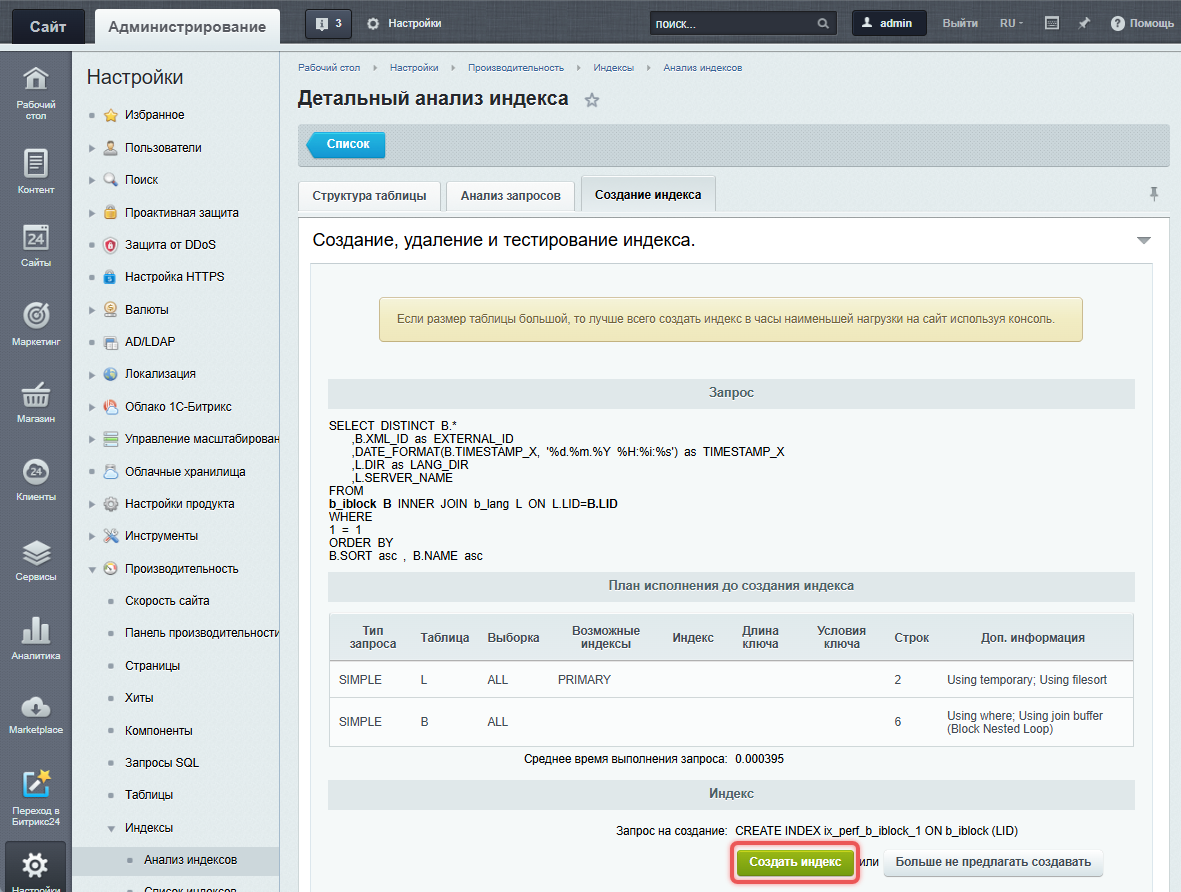 Сайт
Администрирование
3
Настройки
поиск...
admin
Выйти
RU
Помощь
Рабочий стол
Контент
24
Сайты
Маркетинг
Магазин
24
Клиенты
Сервисы
Аналитика
Marketplace
Переход в Битрикс24
Настройки
Настройки
Избранное
Пользователи
Поиск
Проактивная защита
Защита от DDoS
Настройка HTTPS
Валюты
AD/LDAP
Локализация
Облако 1С-Битрикс
Управление масштабирован
Облачные хранилища
Настройки продукта
Инструменты
Производительность
Скорость сайта
Панель производительности
Страницы
Хиты
Компоненты
Запросы SQL
Таблицы
Индексы
Анализ индексов
Список индексов
Рабочий стол Настройки Производительность Индексы Анализ индексов
Детальный анализ индекса
Список
Структура таблицы
Анализ запросов
Создание индекса
Создание, удаление и тестирование индекса.
Если размер таблицы большой, то лучше всего создать индекс в часы наименьшей нагрузки на сайт используя консоль.
Запрос
SELECT DISTINCT B.*
,B.XML_ID as EXTERNAL_ID
,DATE_FORMAT(B.TIMESTAMP_X, '%d.%m.%Y %H:%i:%s') as TIMESTAMP_X
,L.DIR as LANG_DIR
,L.SERVER_NAME
FROM
b_iblock B INNER JOIN b_lang L ON L.LID=B.LID
WHERE
1 = 1
ORDER BY
B.SORT asc , B.NAME asc
План исполнения до создания индекса
Тип запроса Таблица Выборка Возможные индексы Индекс Длина ключа Условия ключа Строк Доп. информация
SIMPLE L ALL PRIMARY 2 Using temporary; Using filesort
SIMPLE B ALL 6 Using where; Using join buffer
(Block Nested Loop)
Среднее время выполнения запроса: 0.000395
Индекс
Запрос на создание: CREATE INDEX ix_perf_b_iblock_1 ON b_iblock (LID)
Создать индекс или Больше не предлагать создавать